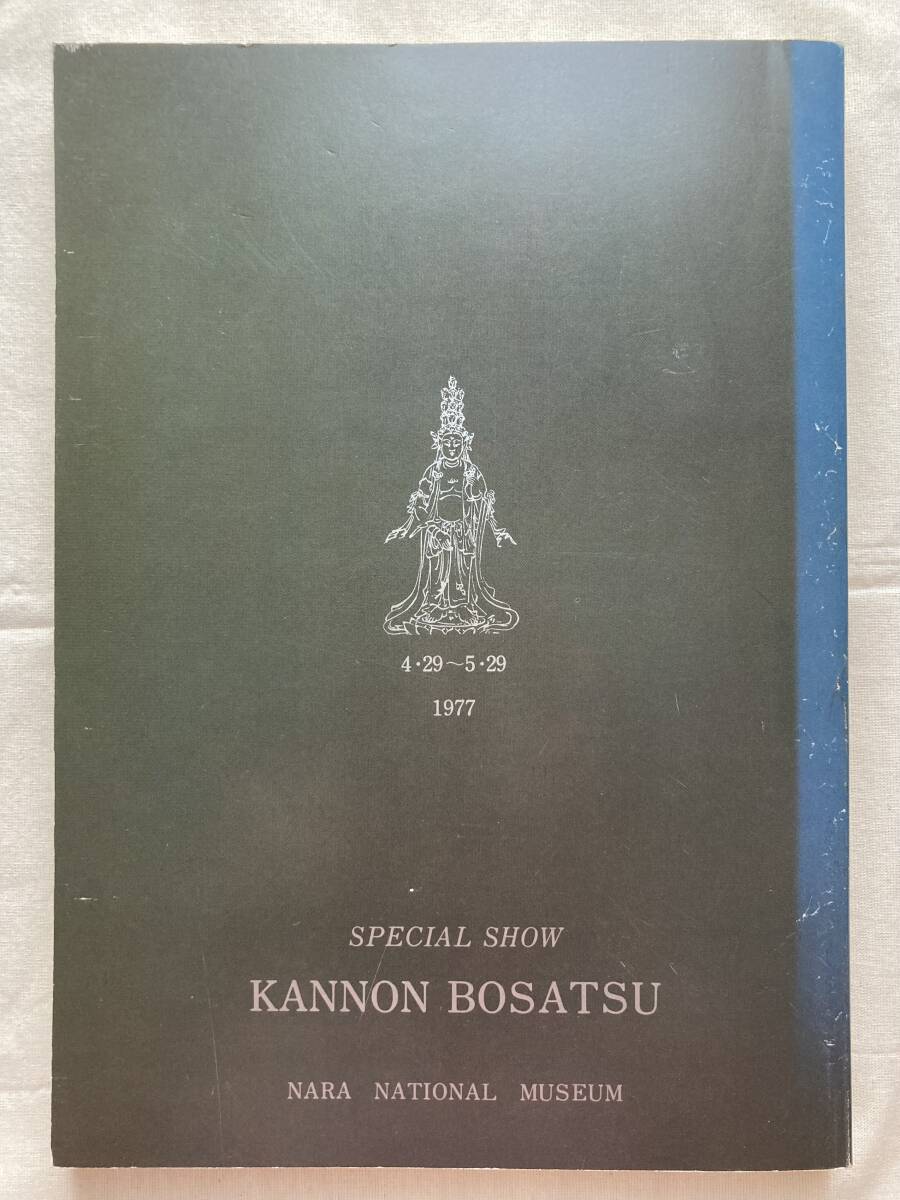 4・29～5・29
1977
SPECIAL SHOW
KANNON BOSATSU
NARA NATIONAL MUSEUM